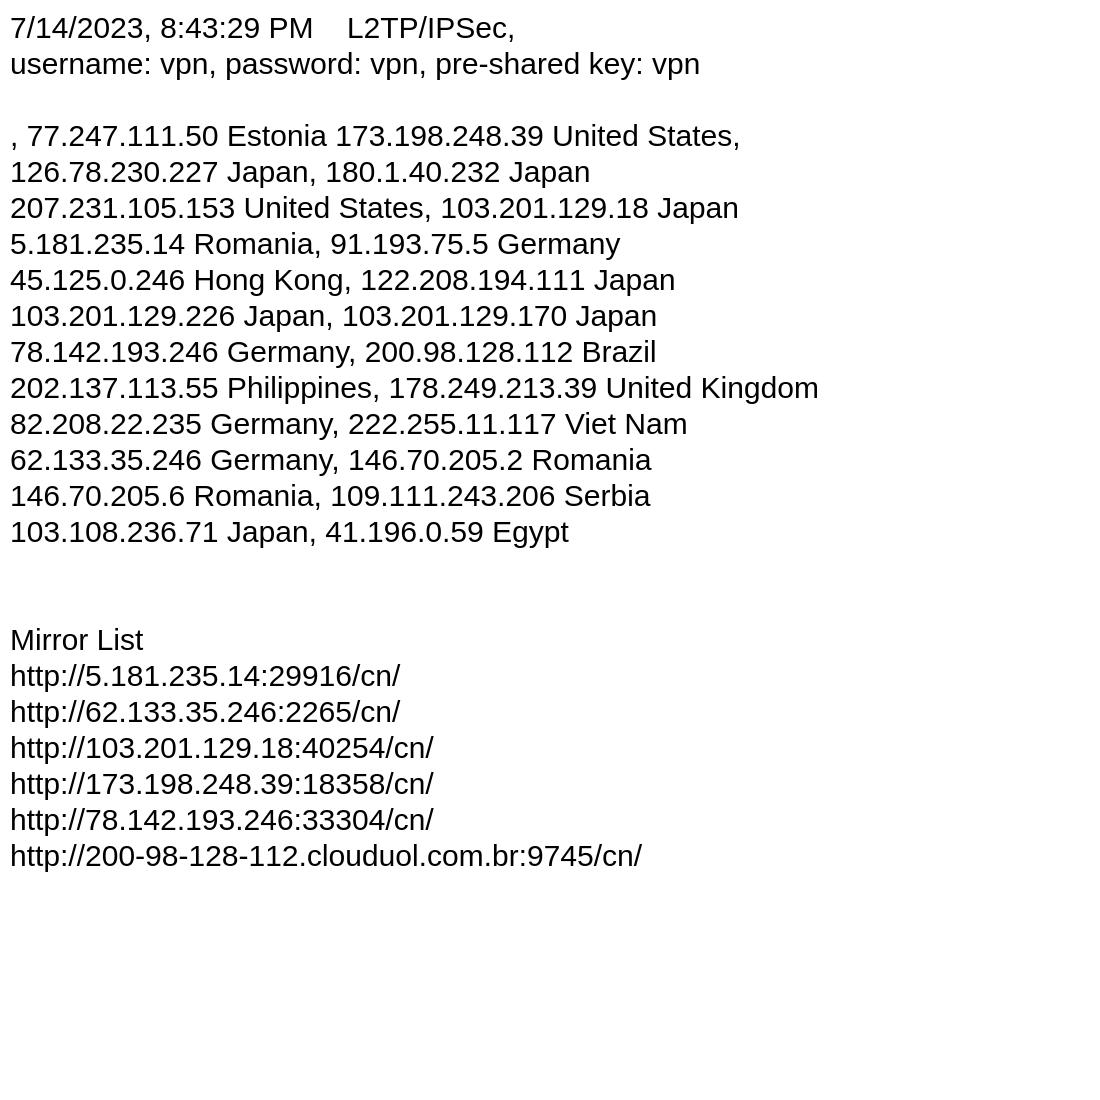 7/14/2023, 8:43:29 PM    L2TP/IPSec,
username: vpn, password: vpn, pre-shared key: vpn
, 77.247.111.50 Estonia 173.198.248.39 United States,
126.78.230.227 Japan, 180.1.40.232 Japan
207.231.105.153 United States, 103.201.129.18 Japan
5.181.235.14 Romania, 91.193.75.5 Germany
45.125.0.246 Hong Kong, 122.208.194.111 Japan
103.201.129.226 Japan, 103.201.129.170 Japan
78.142.193.246 Germany, 200.98.128.112 Brazil
202.137.113.55 Philippines, 178.249.213.39 United Kingdom
82.208.22.235 Germany, 222.255.11.117 Viet Nam
62.133.35.246 Germany, 146.70.205.2 Romania
146.70.205.6 Romania, 109.111.243.206 Serbia
103.108.236.71 Japan, 41.196.0.59 Egypt
Mirror List
http://5.181.235.14:29916/cn/
http://62.133.35.246:2265/cn/
http://103.201.129.18:40254/cn/
http://173.198.248.39:18358/cn/
http://78.142.193.246:33304/cn/
http://200-98-128-112.clouduol.com.br:9745/cn/